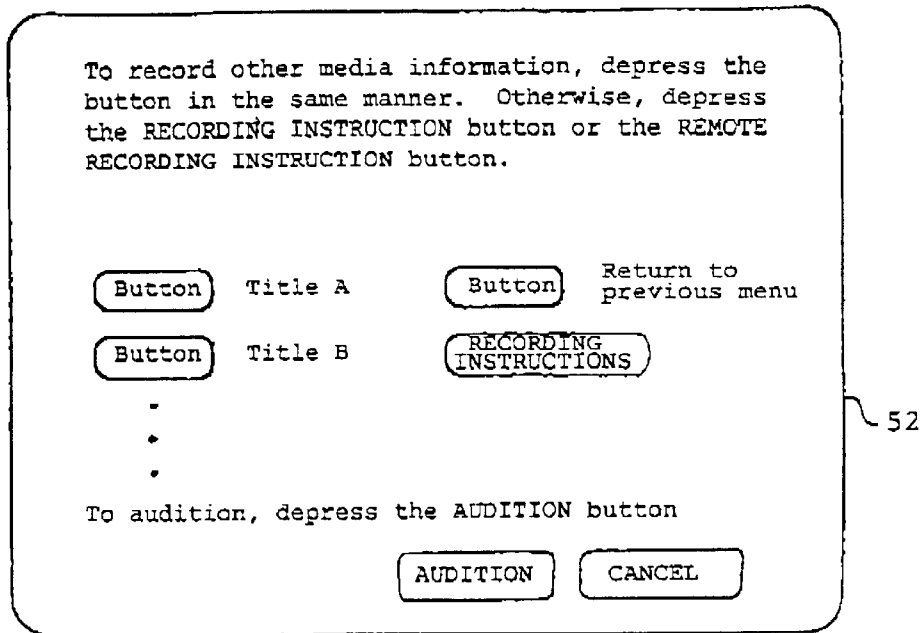 To record other media information, depress the
button in the same manner. Otherwise, depress
the RECORDING INSTRUCTION button or the REMOTE
RECORDING INSTRUCTION button.
Button Title A Button Return to
previous menu
Button Title B RECORDING
INSTRUCTIONS
52
To audition, depress the AUDITION button
AUDITION CANCEL